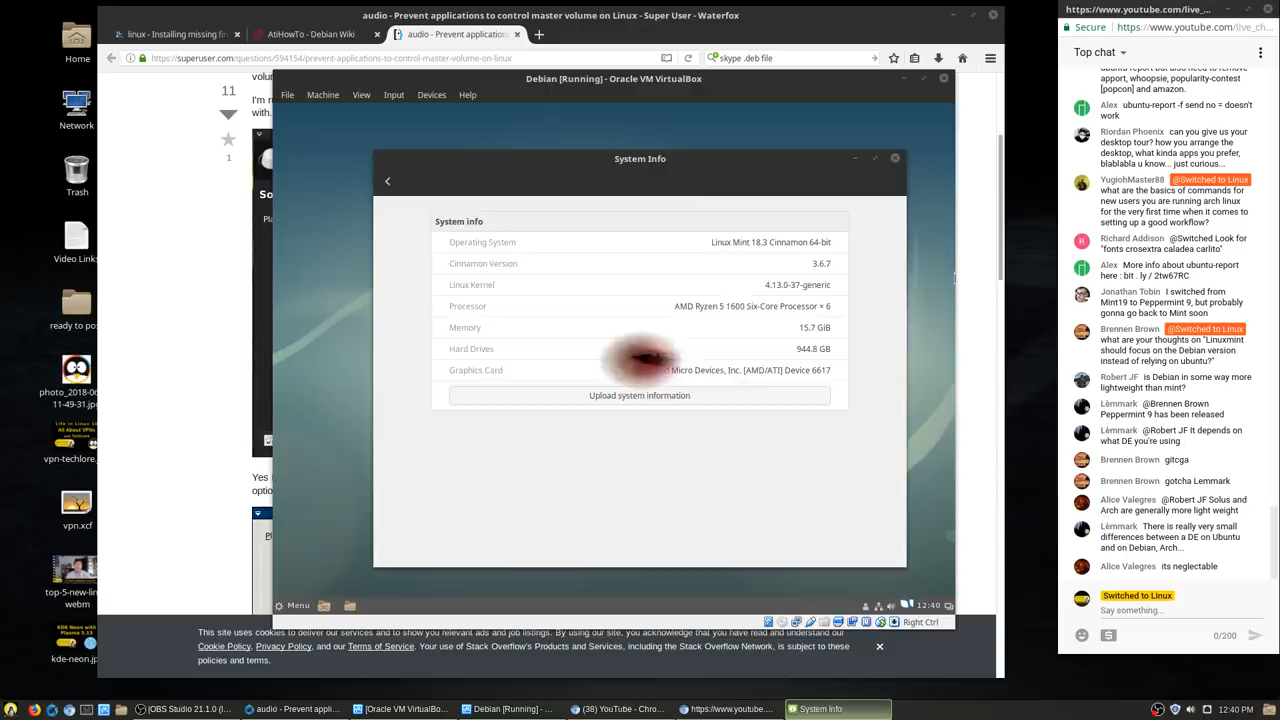 audio - Prevent applications to control master volume on Linux - Super User - Waterfox
linux - Installing missing fir
AtiHowTo - Debian Wiki
audio - Prevent application
https://superuser.com/questions/594154/prevent-applications-to-control-master-volume-on-linux
skype .deb file
11
1
I'm r
with.
So
Pla
Yes I
optio
Debian [Running] - Oracle VM VirtualBox
File
Machine
View
Input
Devices
Help
System Info
System info
Operating System
Linux Mint 18.3 Cinnamon 64-bit
Cinnamon Version
3.6.7
Linux Kernel
4.13.0-37-generic
Processor
AMD Ryzen 5 1600 Six-Core Processor × 6
Memory
15.7 GiB
Hard Drives
944.8 GB
Graphics Card
Micro Devices, Inc. [AMD/ATI] Device 6617
Upload system information
Menu
12:40
Right Ctrl
This site uses cookies to deliver our services and to show you relevant ads and job listings. By using our site, you acknowledge that you have read and understand our
Cookie Policy, Privacy Policy, and our Terms of Service. Your use of Stack Overflow's Products and Services, including the Stack Overflow Network, is subject to these
policies and terms.
Home
Network
Trash
Video Links
ready to pos
photo_2018-06
11-49-31.jpg
vpn-techlore.
vpn.xcf
top-5-new-lin
webm
kde-neon.jp
https://www.youtube.com/live_...
Secure
https://www.youtube.com/live_ch...
Top chat
apport, whoopsie, popularity-contest
[popcon] and amazon.
Alex ubuntu-report -f send no = doesn't
work
Riordan Phoenix can you give us your
desktop tour? how you arrange the
desktop, what kinda apps you prefer,
blablabla u know... just curious...
YugiohMaster88 @Switched to Linux
what are the basics of commands for
new users you are running arch linux
for the very first time when it comes to
setting up a good workflow?
Richard Addison @Switched Look for
"fonts crosextra caladea carlito"
Alex More info about ubuntu-report
here : bit . ly / 2tw67RC
Jonathan Tobin I switched from
Mint19 to Peppermint 9, but probably
gonna go back to Mint soon
Brennen Brown @Switched to Linux
what are your thoughts on "Linuxmint
should focus on the Debian version
instead of relying on ubuntu?"
Robert JF is Debian in some way more
lightweight than mint?
Lèmmark @Brennen Brown
Peppermint 9 has been released
Lèmmark @Robert JF It depends on
what DE you're using
Brennen Brown gitcga
Brennen Brown gotcha Lemmark
Alice Valegres @Robert JF Solus and
Arch are generally more light weight
Lèmmark There is really very small
differences between a DE on Ubuntu
and on Debian, Arch...
Alice Valegres its neglectable
Switched to Linux
Say something...
0/200
[OBS Studio 21.1.0 (l...
audio - Prevent appli...
[Oracle VM VirtualBo...
Debian [Running] - ...
(38) YouTube - Chro...
https://www.youtube...
System Info
12:40 PM